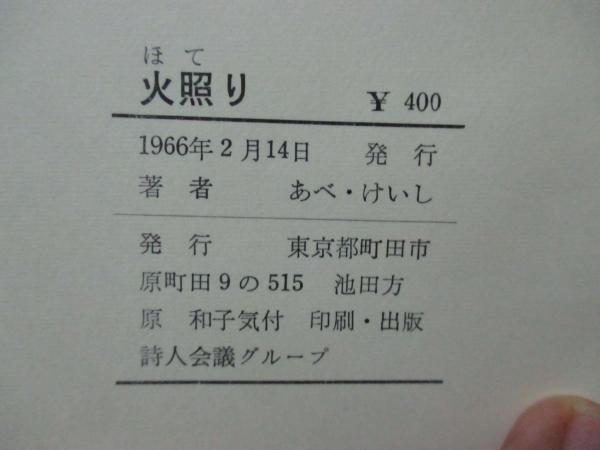 ほて
火照り ¥ 400
1966年2月14日 発行
著者 あべ・けいし
発行 東京都町田市
原町田9の515 池田方
原 和子気付 印刷・出版
詩人会議グループ